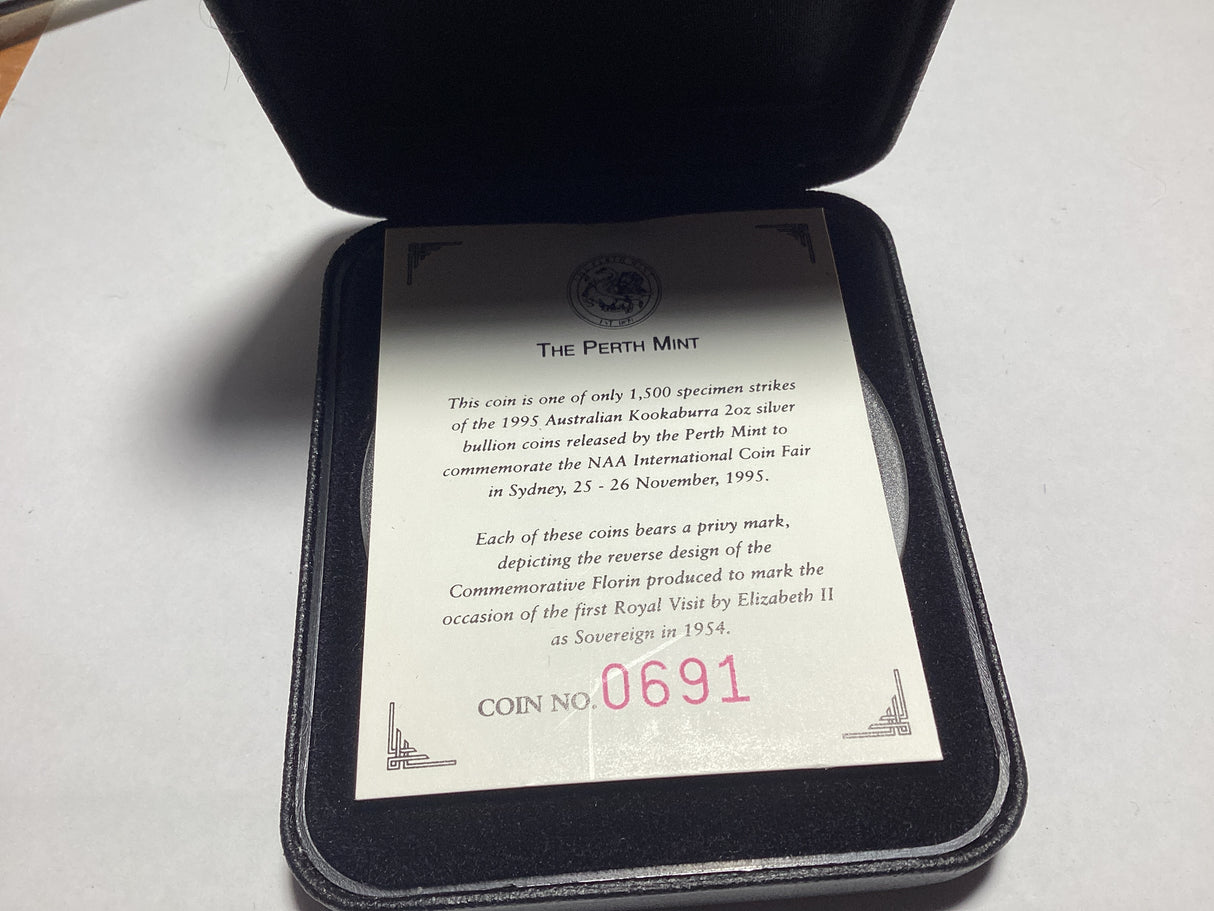 THE PERTH MINT
THE PERTH MINT
This coin is one of only 1,500 specimen strikes
of the 1995 Australian Kookaburra 2oz silver
bullion coins released by the Perth Mint to
commemorate the NAA International Coin Fair
in Sydney, 25 - 26 November, 1995.
Each of these coins bears a privy mark,
depicting the reverse design of the
Commemorative Florin produced to mark the
occasion of the first Royal Visit by Elizabeth II
as Sovereign in 1954.
COIN NO. 0691